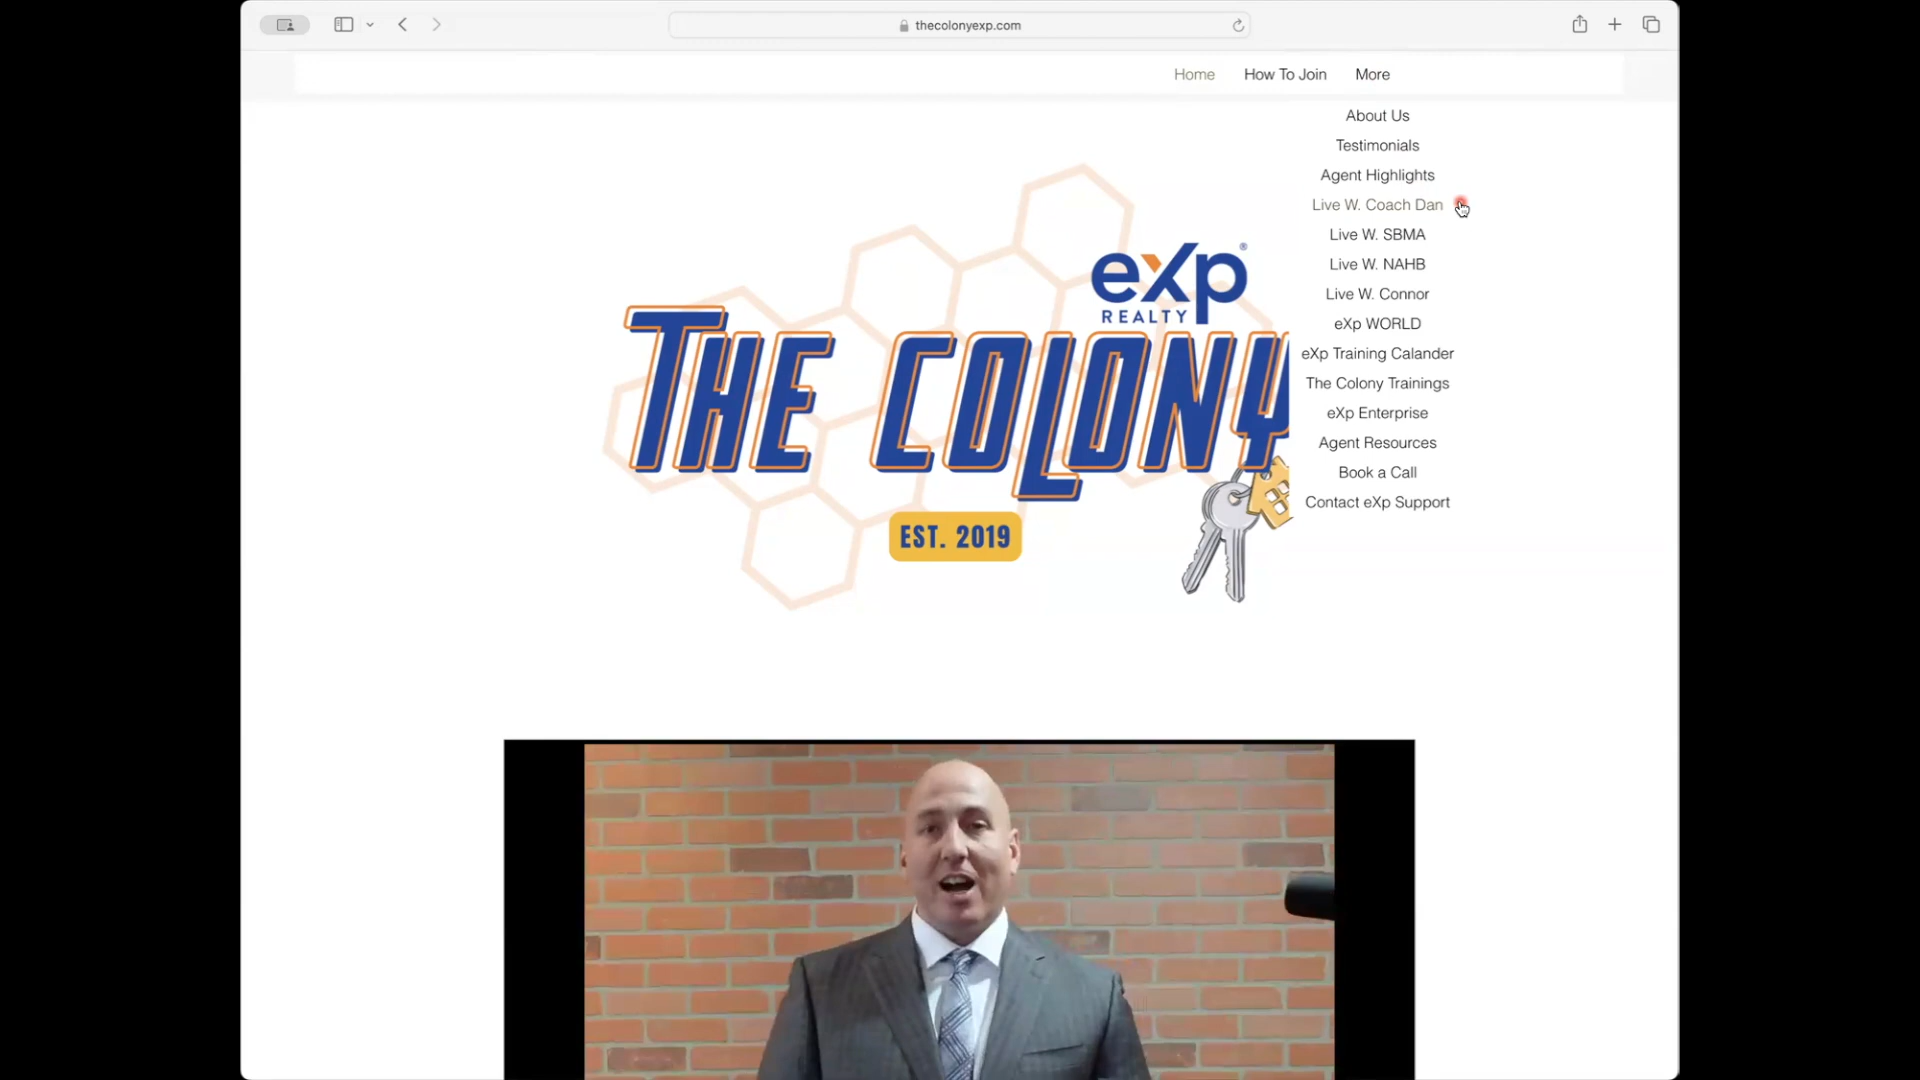 thecolonyexp.com
Home How To Join More
About Us
Testimonials
Agent Highlights
Live W. Coach Dan
Live W. SBMA
Live W. NAHB
Live W. Connor
eXp WORLD
eXp Training Calander
The Colony Trainings
eXp Enterprise
Agent Resources
Book a Call
Contact eXp Support
eXp®
REALTY
THE COLONY
EST. 2019